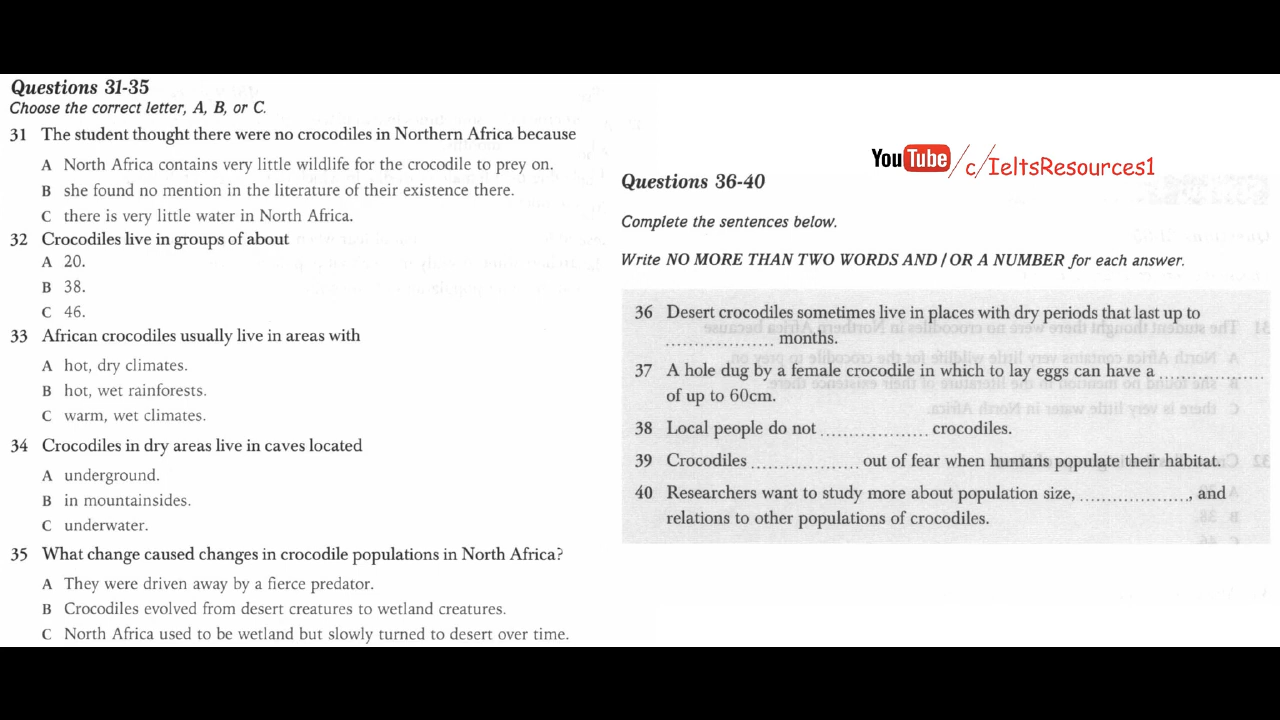 Questions 31-35
Choose the correct letter, A, B, or C.
31 The student thought there were no crocodiles in Northern Africa because
A North Africa contains very little wildlife for the crocodile to prey on.
B she found no mention in the literature of their existence there.
C there is very little water in North Africa.
32 Crocodiles live in groups of about
A 20.
B 38.
C 46.
33 African crocodiles usually live in areas with
A hot, dry climates.
B hot, wet rainforests.
C warm, wet climates.
34 Crocodiles in dry areas live in caves located
A underground.
B in mountainsides.
C underwater.
35 What change caused changes in crocodile populations in North Africa?
A They were driven away by a fierce predator.
B Crocodiles evolved from desert creatures to wetland creatures.
C North Africa used to be wetland but slowly turned to desert over time.
YouTube/c/IeltsResources1
Questions 36-40
Complete the sentences below.
Write NO MORE THAN TWO WORDS AND/OR A NUMBER for each answer.
36 Desert crocodiles sometimes live in places with dry periods that last up to
.................... months.
37 A hole dug by a female crocodile in which to lay eggs can have a ....................
of up to 60cm.
38 Local people do not .................... crocodiles.
39 Crocodiles .................... out of fear when humans populate their habitat.
40 Researchers want to study more about population size, ...................., and
relations to other populations of crocodiles.